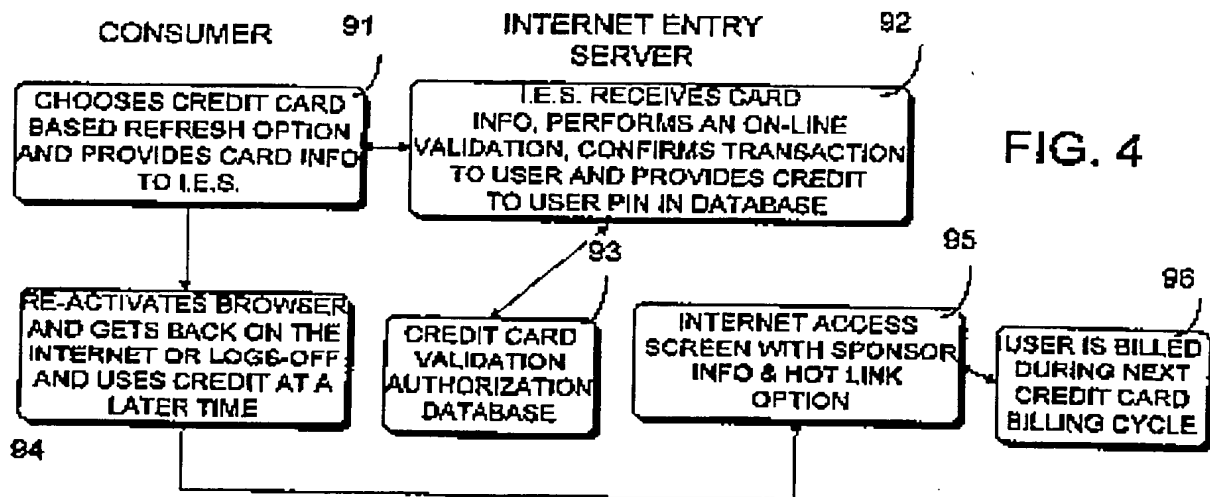 CONSUMER
91
INTERNET ENTRY
SERVER
92
CHOOSES CREDIT CARD
BASED REFRESH OPTION
AND PROVIDES CARD INFO
TO I.E.S.
I.E.S. RECEIVES CARD
INFO, PERFORMS AN ON-LINE
VALIDATION, CONFIRMS TRANSACTION
TO USER AND PROVIDES CREDIT
TO USER PIN IN DATABASE
FIG. 4
93
95
96
RE-ACTIVATES BROWSER
AND GETS BACK ON THE
INTERNET OR LOGS-OFF
AND USES CREDIT AT A
LATER TIME
CREDIT CARD
VALIDATION
AUTHORIZATION
DATABASE
INTERNET ACCESS
SCREEN WITH SPONSOR
INFO & HOT LINK
OPTION
USER IS BILLED
DURING NEXT
CREDIT CARD
BILLING CYCLE
94